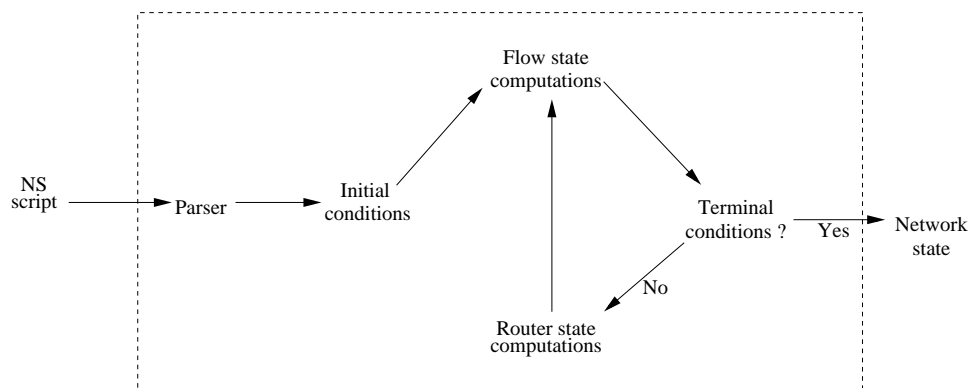 Flow state
computations
NS
script
Parser
Initial
conditions
Terminal
conditions ?
Yes
Network
state
No
Router state
computations